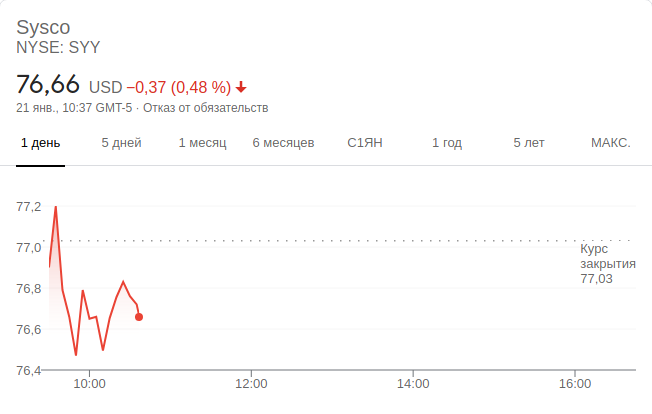 Sysco
NYSE: SYY
76,66 USD −0,37 (0,48 %)
21 янв., 10:37 GMT-5 · Отказ от обязательств
1 день 5 дней 1 месяц 6 месяцев С1ЯН 1 год 5 лет МАКС.
77,2
77,0
Курс
закрытия
77,03
76,8
76,6
76,4
10:00 12:00 14:00 16:00